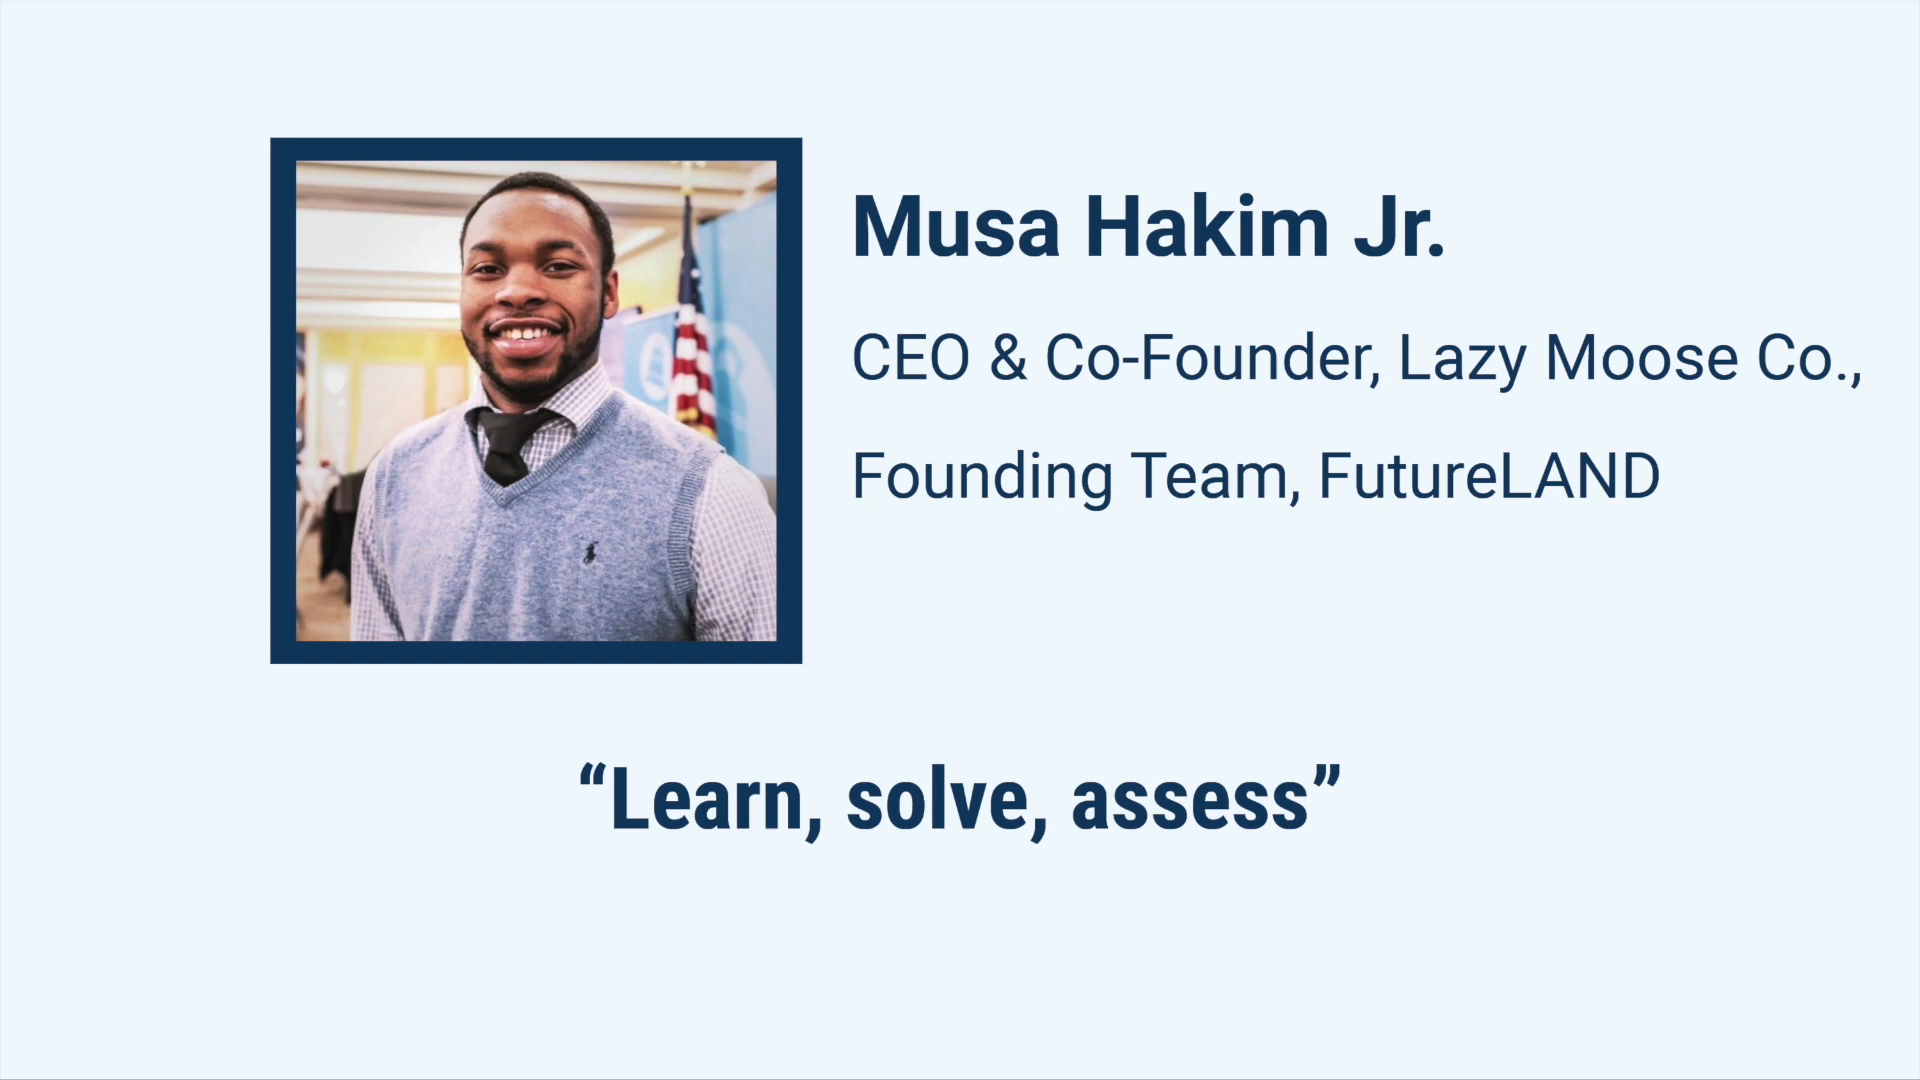 Musa Hakim Jr.
CEO & Co-Founder, Lazy Moose Co.,
Founding Team, FutureLAND
“Learn, solve, assess”